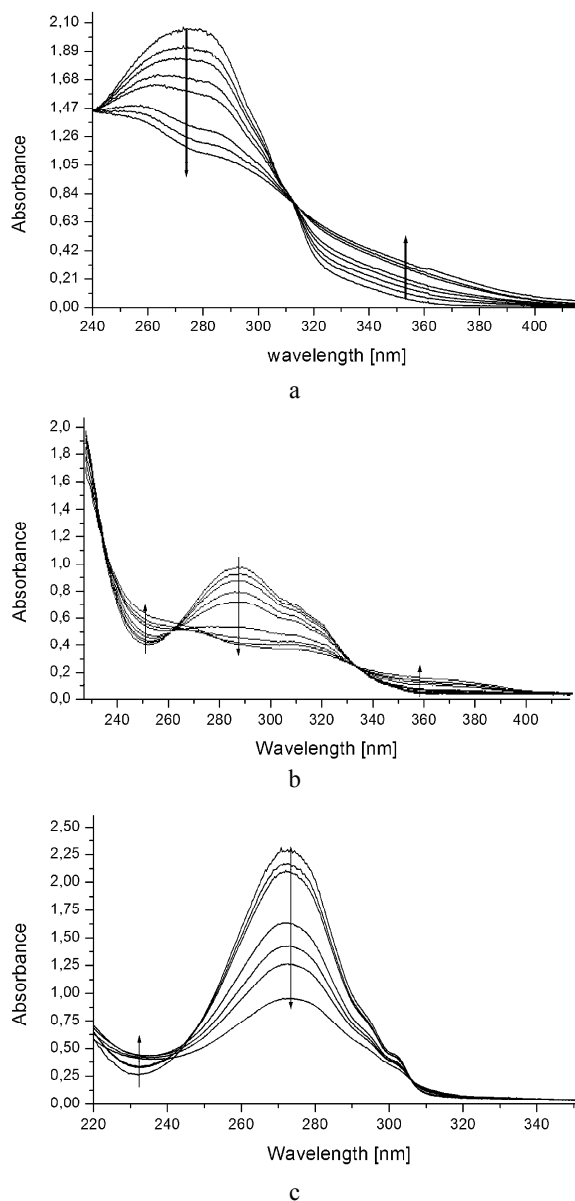 2,10
1,89
1,68
1,47
1,26
1,05
0,84
0,63
0,42
0,21
0,00
Absorbance
240 260 280 300 320 340 360 380 400
wavelength [nm]
a
2,0
1,8
1,6
1,4
1,2
1,0
0,8
0,6
0,4
0,2
0,0
Absorbance
240 260 280 300 320 340 360 380 400
Wavelength [nm]
b
2,50
2,25
2,00
1,75
1,50
1,25
1,00
0,75
0,50
0,25
0,00
Absorbance
220 240 260 280 300 320 340
Wavelength [nm]
c